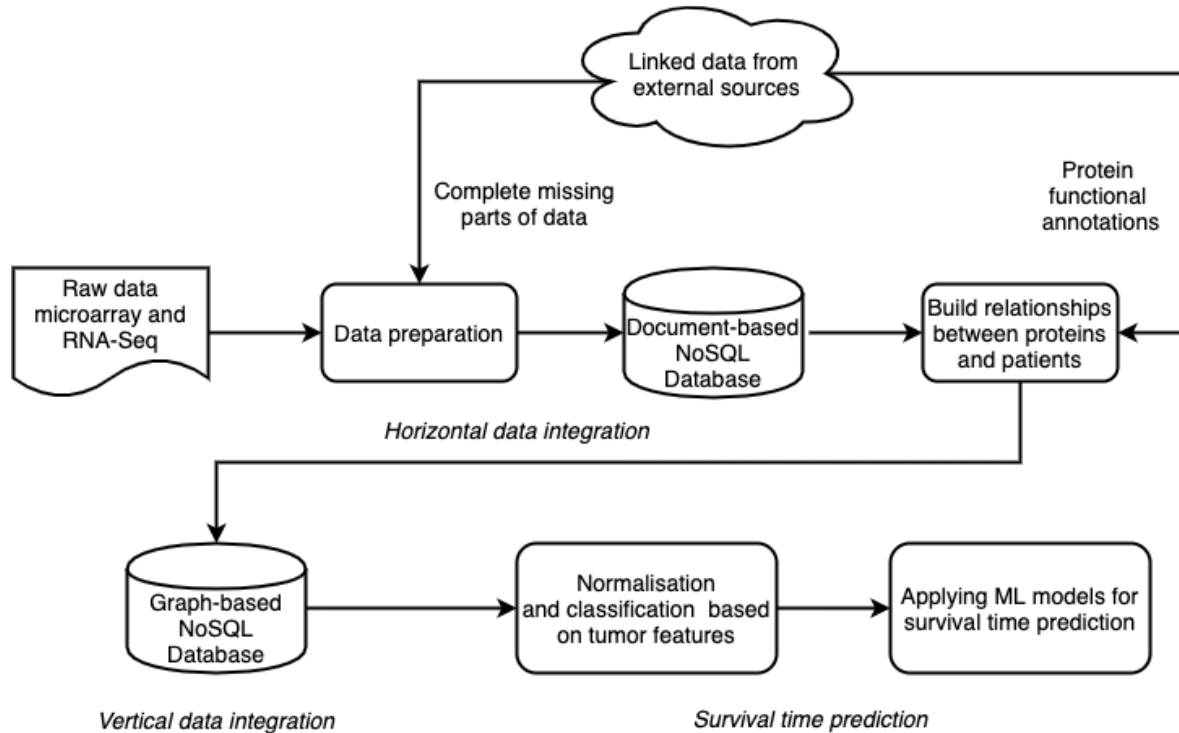 Linked data from
external sources
Complete missing
parts of data
Protein
functional
annotations
Raw data
microarray and
RNA-Seq
Data preparation
Document-based
NoSQL
Database
Build relationships
between proteins
and patients
Horizontal data integration
Graph-based
NoSQL
Database
Normalisation
and classification based
on tumor features
Applying ML models for
survival time prediction
Vertical data integration
Survival time prediction